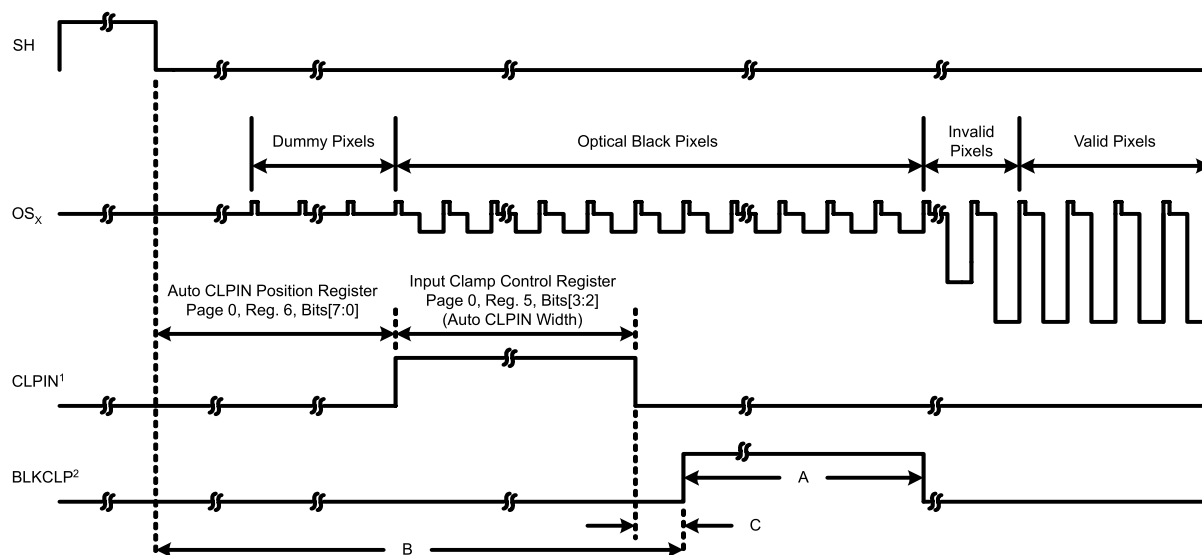 SH
Dummy Pixels
Optical Black Pixels
Invalid
Pixels
Valid Pixels
OSX
Auto CLPIN Position Register
Page 0, Reg. 6, Bits[7:0]
Input Clamp Control Register
Page 0, Reg. 5, Bits[3:2]
(Auto CLPIN Width)
CLPIN¹
BLKCLP²
A
C
B